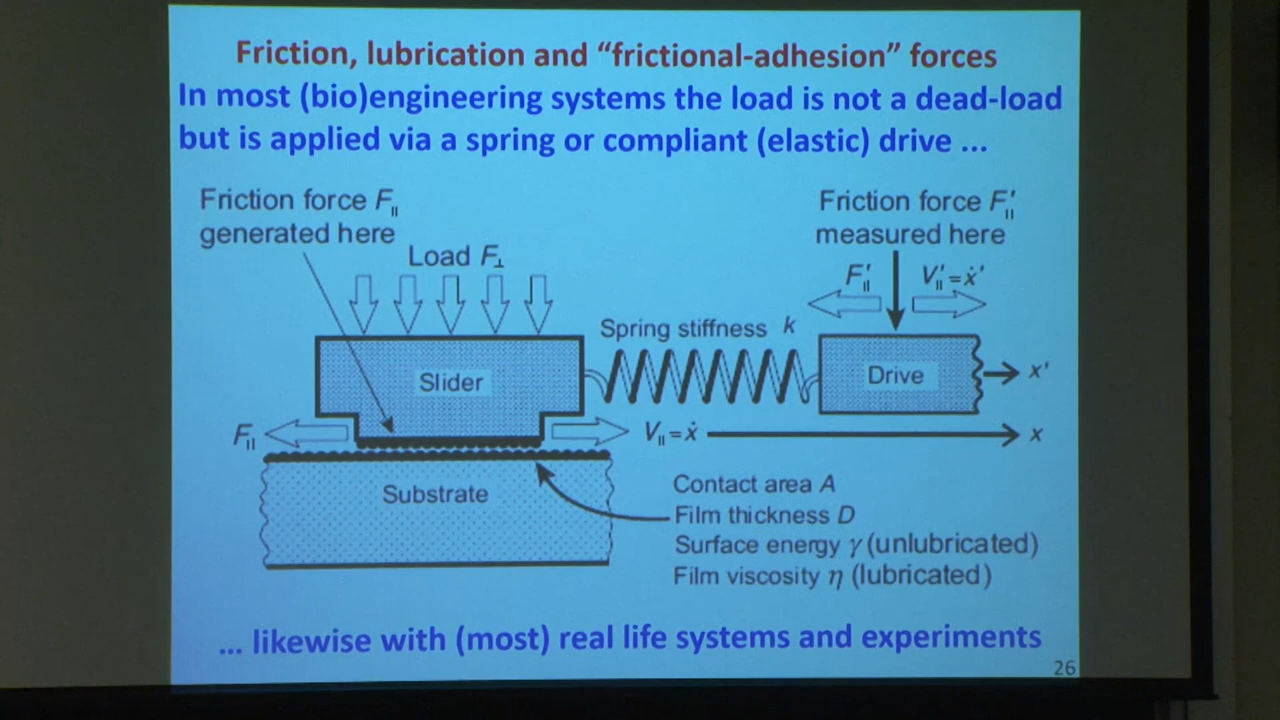 Friction, lubrication and “frictional-adhesion” forces
In most (bio)engineering systems the load is not a dead-load
but is applied via a spring or compliant (elastic) drive ...
Friction force F∥
generated here
Load F⊥
Friction force F′∥
measured here
F′∥
V′∥=ẋ′
Spring stiffness k
Slider
Drive
x'
F∥
V∥=ẋ
x
Substrate
Contact area A
Film thickness D
Surface energy γ (unlubricated)
Film viscosity η (lubricated)
... likewise with (most) real life systems and experiments
26